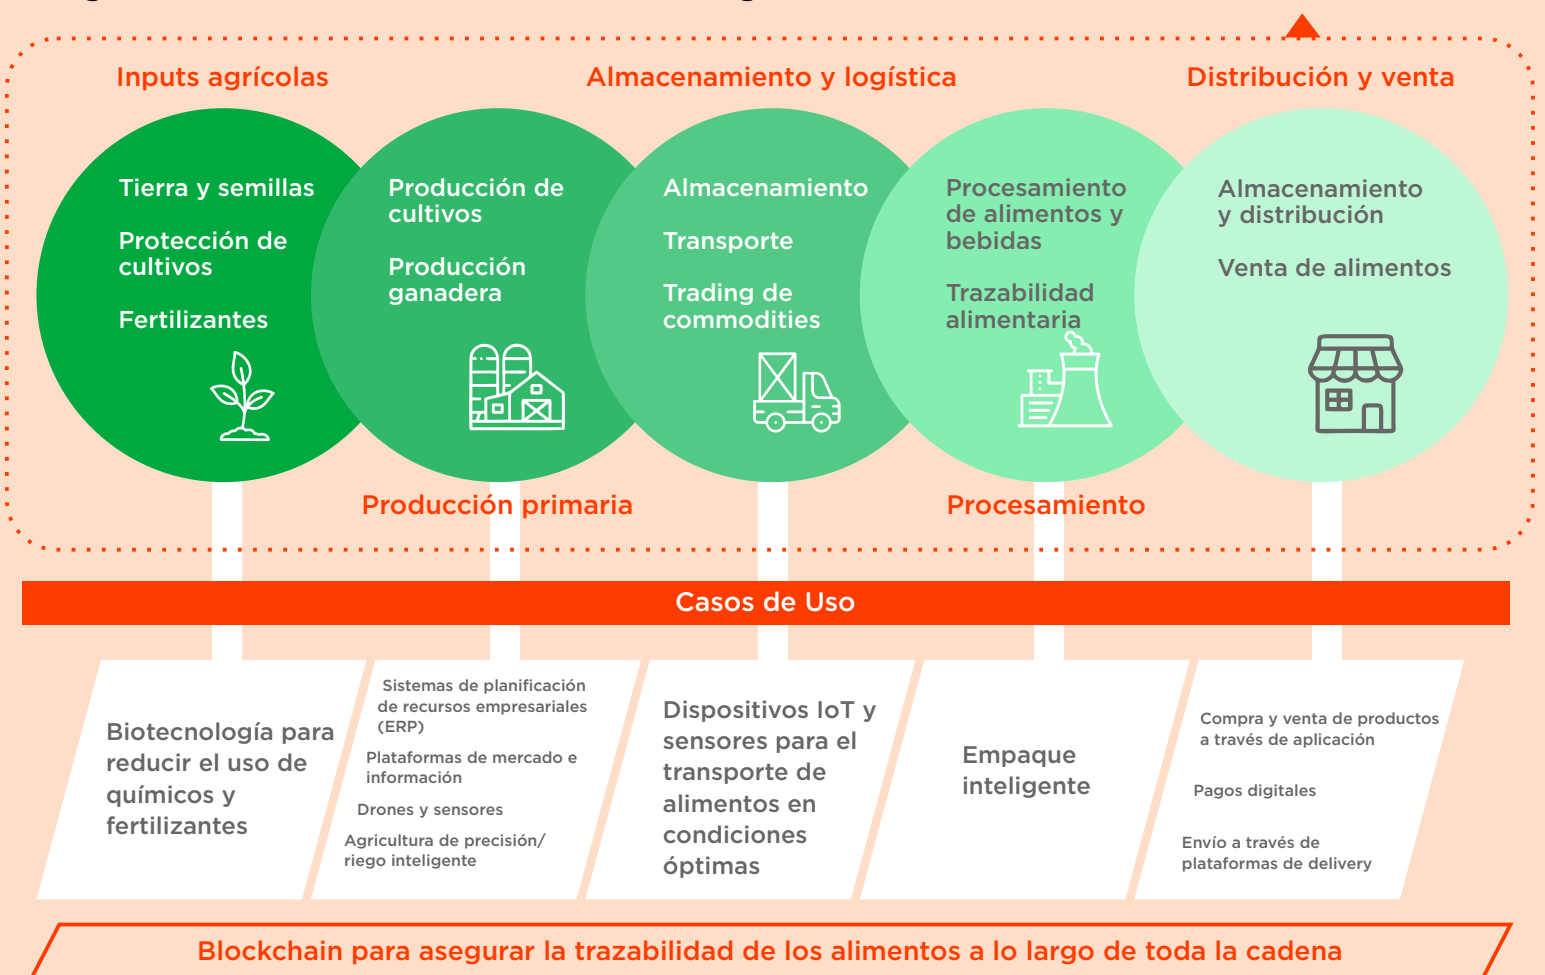 Inputs agrícolas
Almacenamiento y logística
Distribución y venta
Tierra y semillas
Protección de
cultivos
Fertilizantes
Producción de
cultivos
Producción
ganadera
Almacenamiento
Transporte
Trading de
commodities
Procesamiento
de alimentos y
bebidas
Trazabilidad
alimentaria
Almacenamiento
y distribución
Venta de alimentos
Producción primaria
Procesamiento
Casos de Uso
Biotecnología para
reducir el uso de
químicos y
fertilizantes
Sistemas de planificación
de recursos empresariales
(ERP)
Plataformas de mercado e
información
Drones y sensores
Agricultura de precisión/
riego inteligente
Dispositivos IoT y
sensores para el
transporte de
alimentos en
condiciones
óptimas
Empaque
inteligente
Compra y venta de productos
a través de aplicación
Pagos digitales
Envío a través de
plataformas de delivery
Blockchain para asegurar la trazabilidad de los alimentos a lo largo de toda la cadena